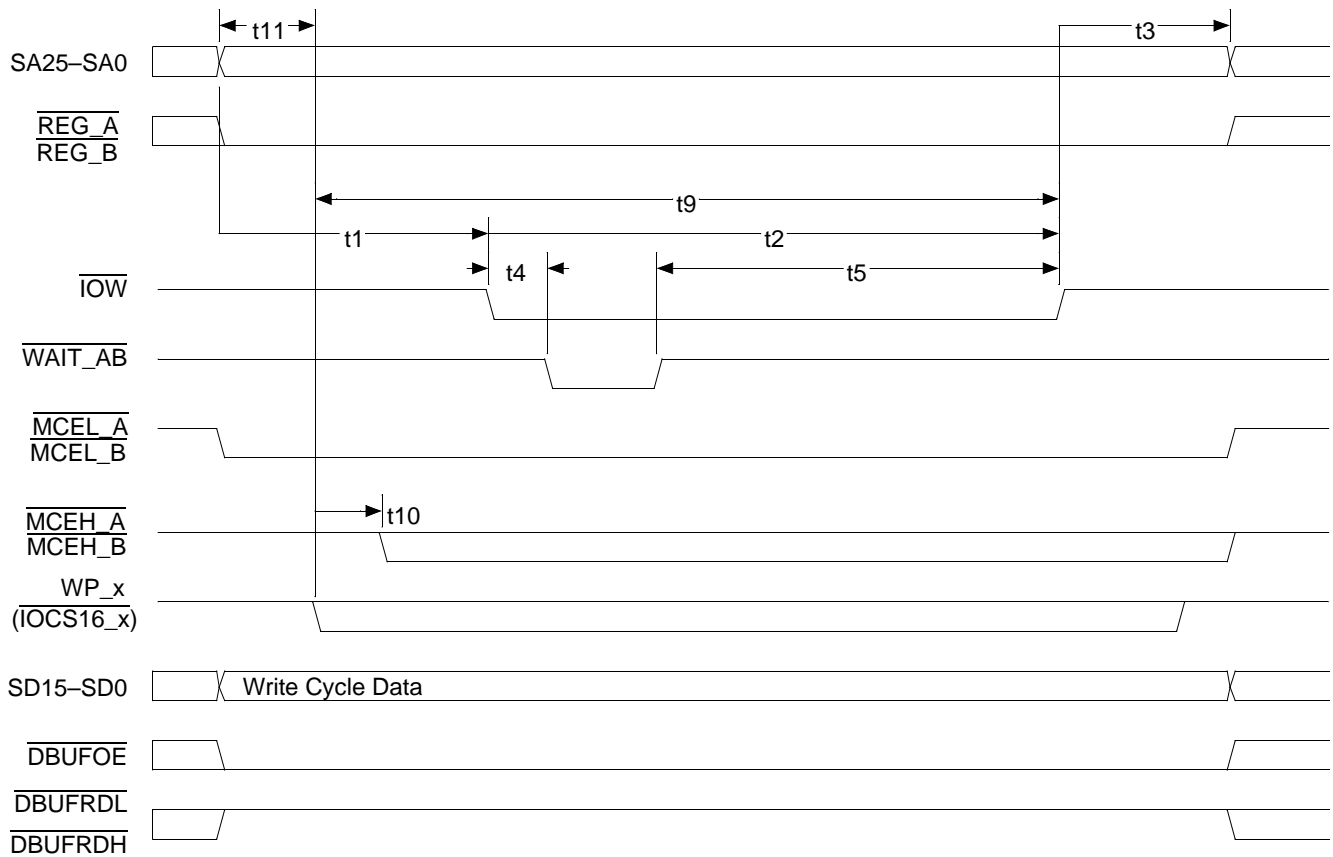 t11
t3
SA25–SA0
REG_A
REG_B
t9
t1
t2
t4
t5
IOW
WAIT_AB
MCEL_A
MCEL_B
t10
MCEH_A
MCEH_B
WP_x
(IOCS16_x)
SD15–SD0
Write Cycle Data
DBUFOE
DBUFRDL
DBUFRDH